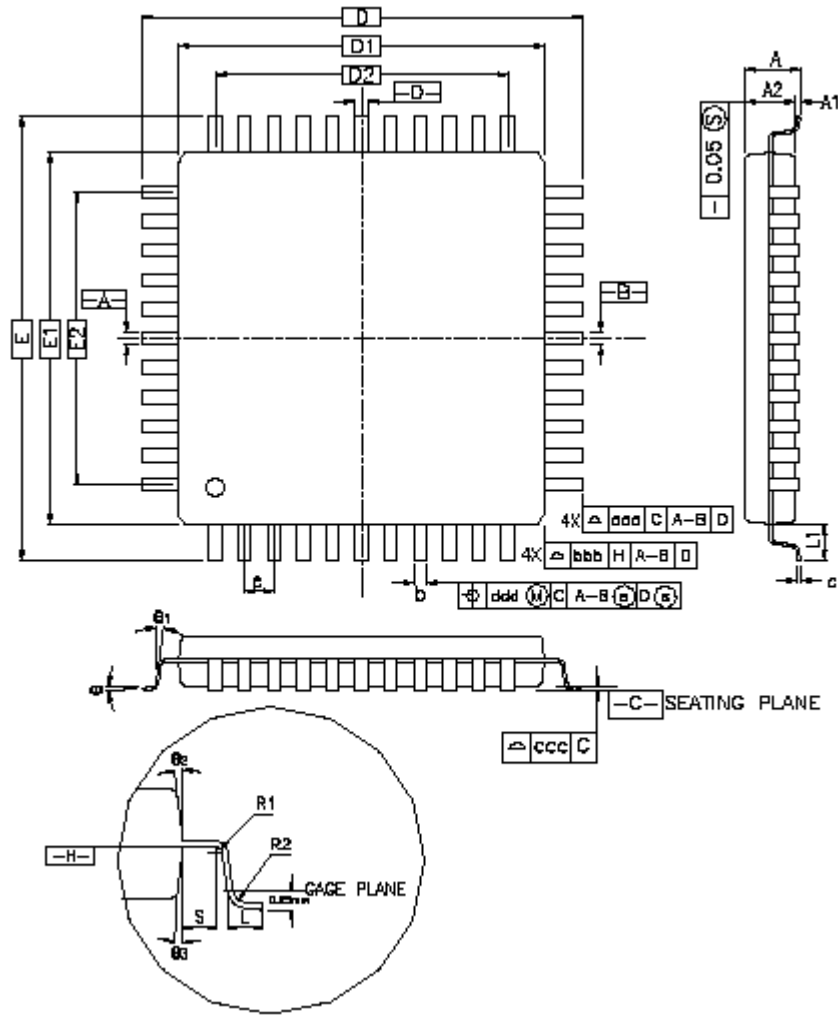 D
D1
D2
-D-
A
A2
A1
0.05 S
-A-
-B-
E
E1
E2
4X C A-B D
L1
4X bbb H A-B D
e
b
ddd M C A-B S D S
c
θ1
θ
-C- SEATING PLANE
ccc C
θ2
R1
R2
-H-
GAGE PLANE
S
L
θ3